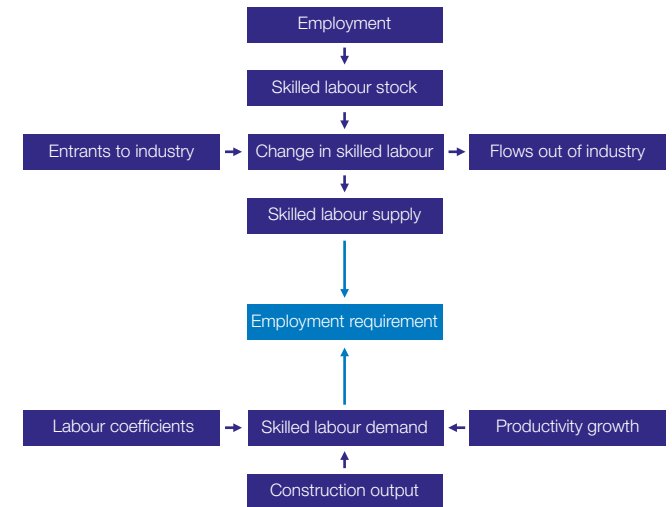 Employment
Skilled labour stock
Entrants to industry
Change in skilled labour
Flows out of industry
Skilled labour supply
Employment requirement
Labour coefficients
Skilled labour demand
Productivity growth
Construction output